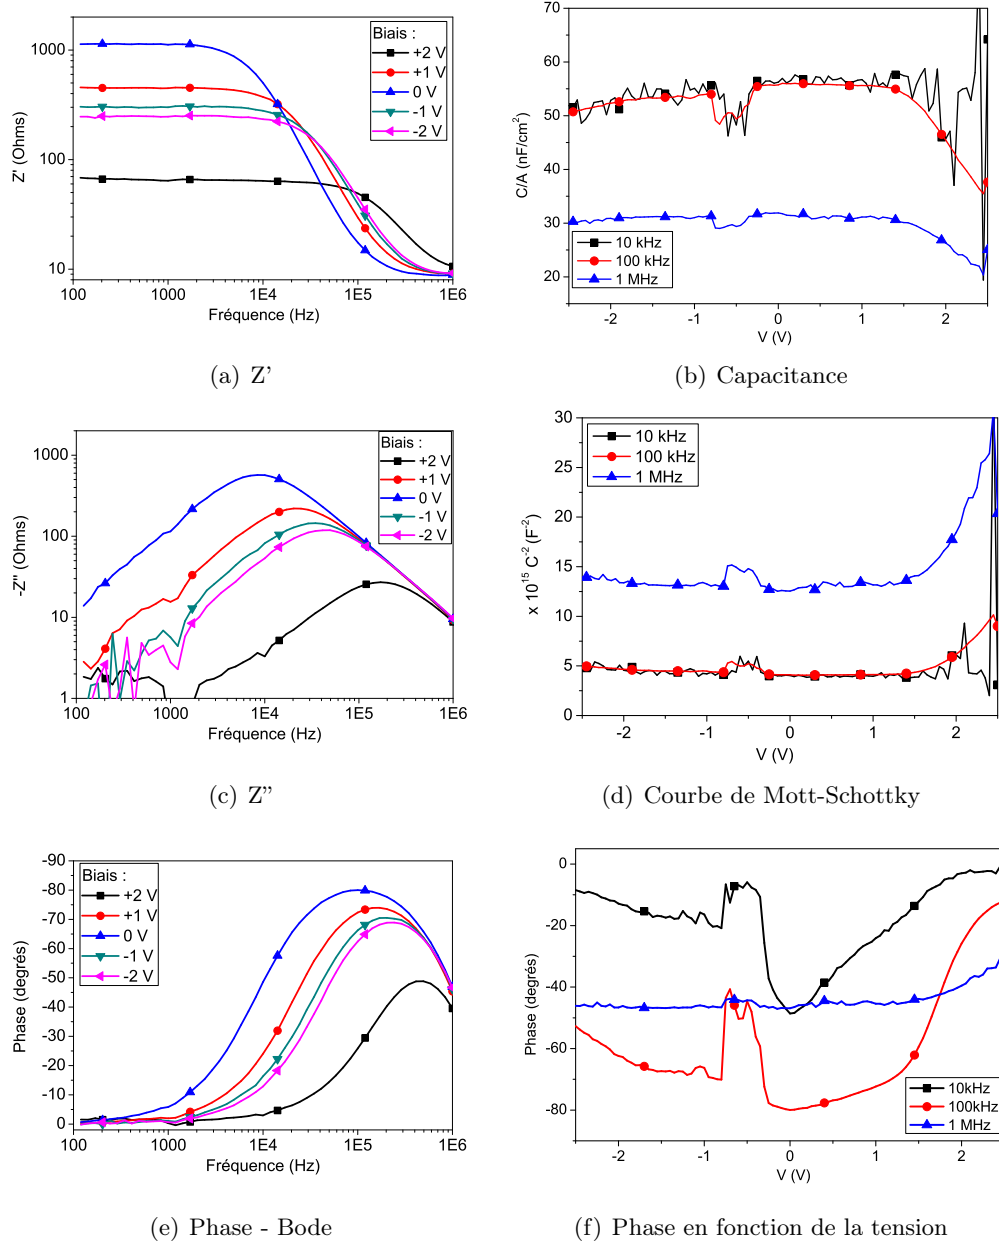 Z' (Ohms)
1000
100
10
100
1000
1E4
1E5
1E6
Fréquence (Hz)
Biais :
+2 V
+1 V
0 V
-1 V
-2 V
(a) Z'
C/A (nF/cm²)
70
60
50
40
30
20
-2
-1
0
1
2
V (V)
10 kHz
100 kHz
1 MHz
(b) Capacitance
-Z" (Ohms)
1000
100
10
1
100
1000
1E4
1E5
1E6
Fréquence (Hz)
Biais :
+2 V
+1 V
0 V
-1 V
-2 V
(c) Z"
x 10¹⁵ C⁻² (F⁻²)
30
25
20
15
10
5
0
-2
-1
0
1
2
V (V)
10 kHz
100 kHz
1 MHz
(d) Courbe de Mott-Schottky
Phase (degrés)
-90
-80
-70
-60
-50
-40
-30
-20
-10
0
100
1000
1E4
1E5
1E6
Fréquence (Hz)
Biais :
+2 V
+1 V
0 V
-1 V
-2 V
(e) Phase - Bode
Phase (degrés)
0
-20
-40
-60
-80
-2
-1
0
1
2
V (V)
10kHz
100kHz
1 MHz
(f) Phase en fonction de la tension